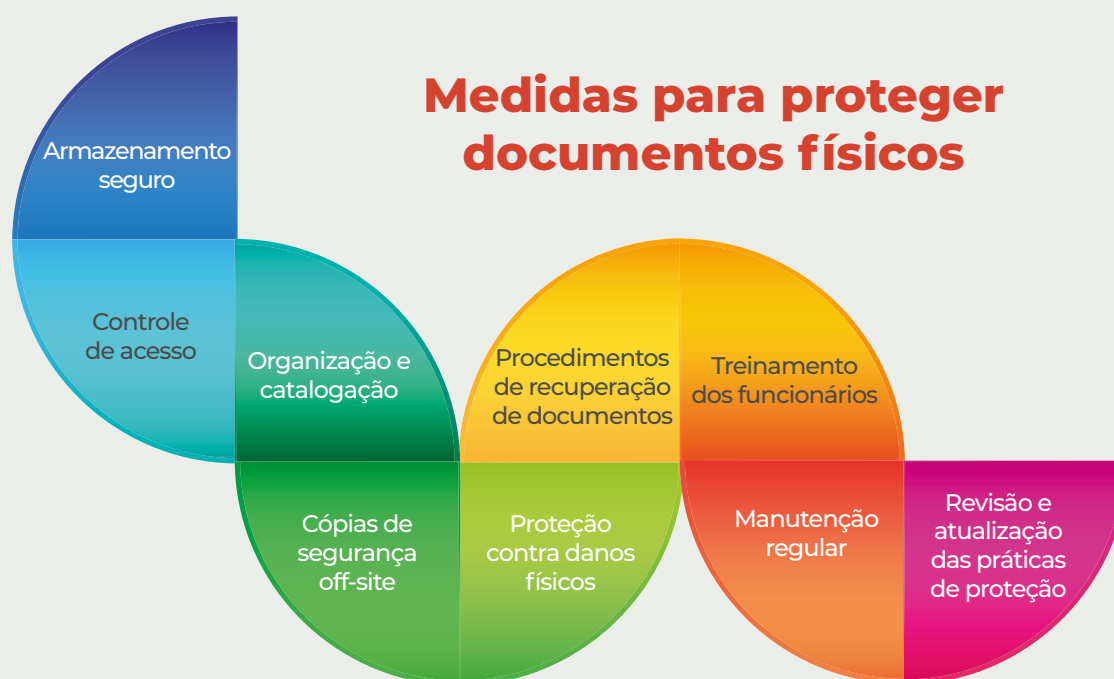 Medidas para proteger
documentos físicos
Armazenamento
seguro
Controle
de acesso
Organização e
catalogação
Cópias de
segurança
off-site
Proteção
contra danos
físicos
Procedimentos
de recuperação
de documentos
Treinamento
dos funcionários
Manutenção
regular
Revisão e
atualização
das práticas
de proteção